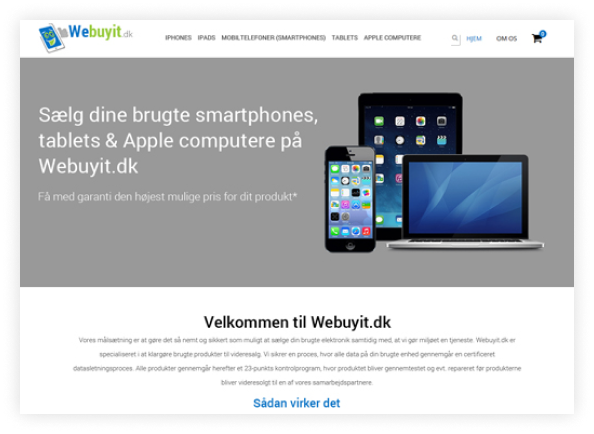 Webuyit.dk
IPHONES IPADS MOBILTELEFONER (SMARTPHONES) TABLETS APPLE COMPUTERE HJEM OM OS
Sælg dine brugte smartphones,
tablets & Apple computere på
Webuyit.dk
Få med garanti den højest mulige pris for dit produkt*
Velkommen til Webuyit.dk
Vores målsætning er at gøre det så nemt og sikkert som muligt at sælge din brugte elektronik samtidig med, at vi gør miljøet en tjeneste. Webuyit.dk er
specialiseret i at klargøre brugte produkter til videresalg. Vi sikrer en proces, hvor alle data på din brugte enhed gennemgår en certificeret
datasletningsproces. Alle produkter gennemgår herefter et 23-punkts kontrolprogram, hvor produktet bliver gennemtestet og evt. repareret før produkterne
bliver videresolgt til en af vores samarbejdspartnere.
Sådan virker det